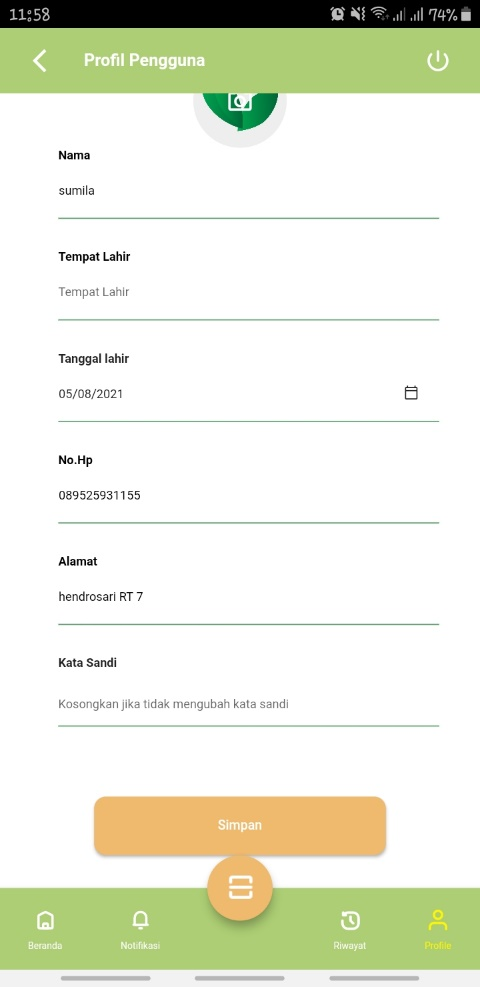 11:58
74%
Profil Pengguna
Nama
sumila
Tempat Lahir
Tempat Lahir
Tanggal lahir
05/08/2021
No.Hp
089525931155
Alamat
hendrosari RT 7
Kata Sandi
Kosongkan jika tidak mengubah kata sandi
Simpan
Beranda
Notifikasi
Riwayat
Profile